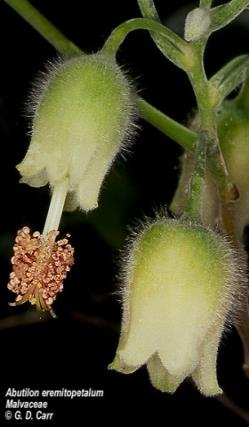 Abutilon eremitopetalum
Malvaceae
© G. D. Carr